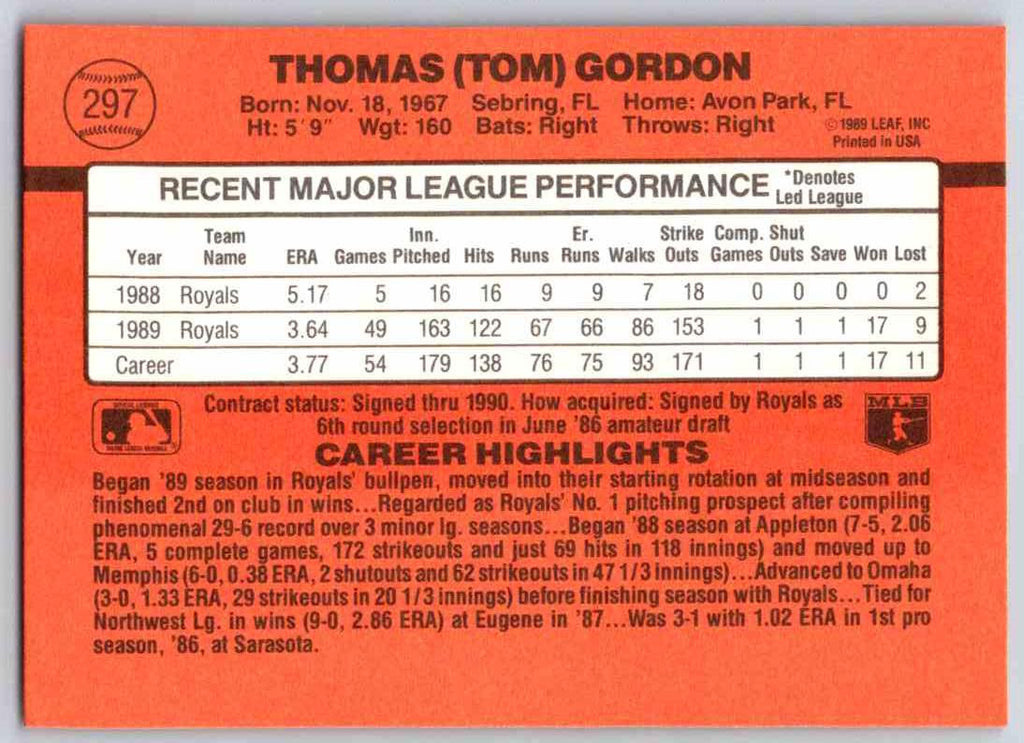 THOMAS (TOM) GORDON
297
Born: Nov. 18, 1967 Sebring, FL Home: Avon Park, FL
Ht: 5'9" Wgt: 160 Bats: Right Throws: Right
©1989 LEAF, INC
Printed in USA
RECENT MAJOR LEAGUE PERFORMANCE *Denotes Led League
Year Team Name ERA Games Inn. Pitched Hits Runs Er. Runs Walks Strike Outs Comp. Games Shut Outs Save Won Lost
1988 Royals 5.17 5 16 16 9 9 7 18 0 0 0 0 2
1989 Royals 3.64 49 163 122 67 66 86 153 1 1 1 17 9
Career 3.77 54 179 138 76 75 93 171 1 1 1 17 11
Contract status: Signed thru 1990. How acquired: Signed by Royals as
6th round selection in June '86 amateur draft
MLB
CAREER HIGHLIGHTS
Began '89 season in Royals' bullpen, moved into their starting rotation at midseason and
finished 2nd on club in wins...Regarded as Royals' No. 1 pitching prospect after compiling
phenomenal 29-6 record over 3 minor lg. seasons...Began '88 season at Appleton (7-5, 2.06
ERA, 5 complete games, 172 strikeouts and just 69 hits in 118 innings) and moved up to
Memphis (6-0, 0.38 ERA, 2 shutouts and 62 strikeouts in 47 1/3 innings)...Advanced to Omaha
(3-0, 1.33 ERA, 29 strikeouts in 20 1/3 innings) before finishing season with Royals...Tied for
Northwest Lg. in wins (9-0, 2.86 ERA) at Eugene in '87...Was 3-1 with 1.02 ERA in 1st pro
season, '86, at Sarasota.